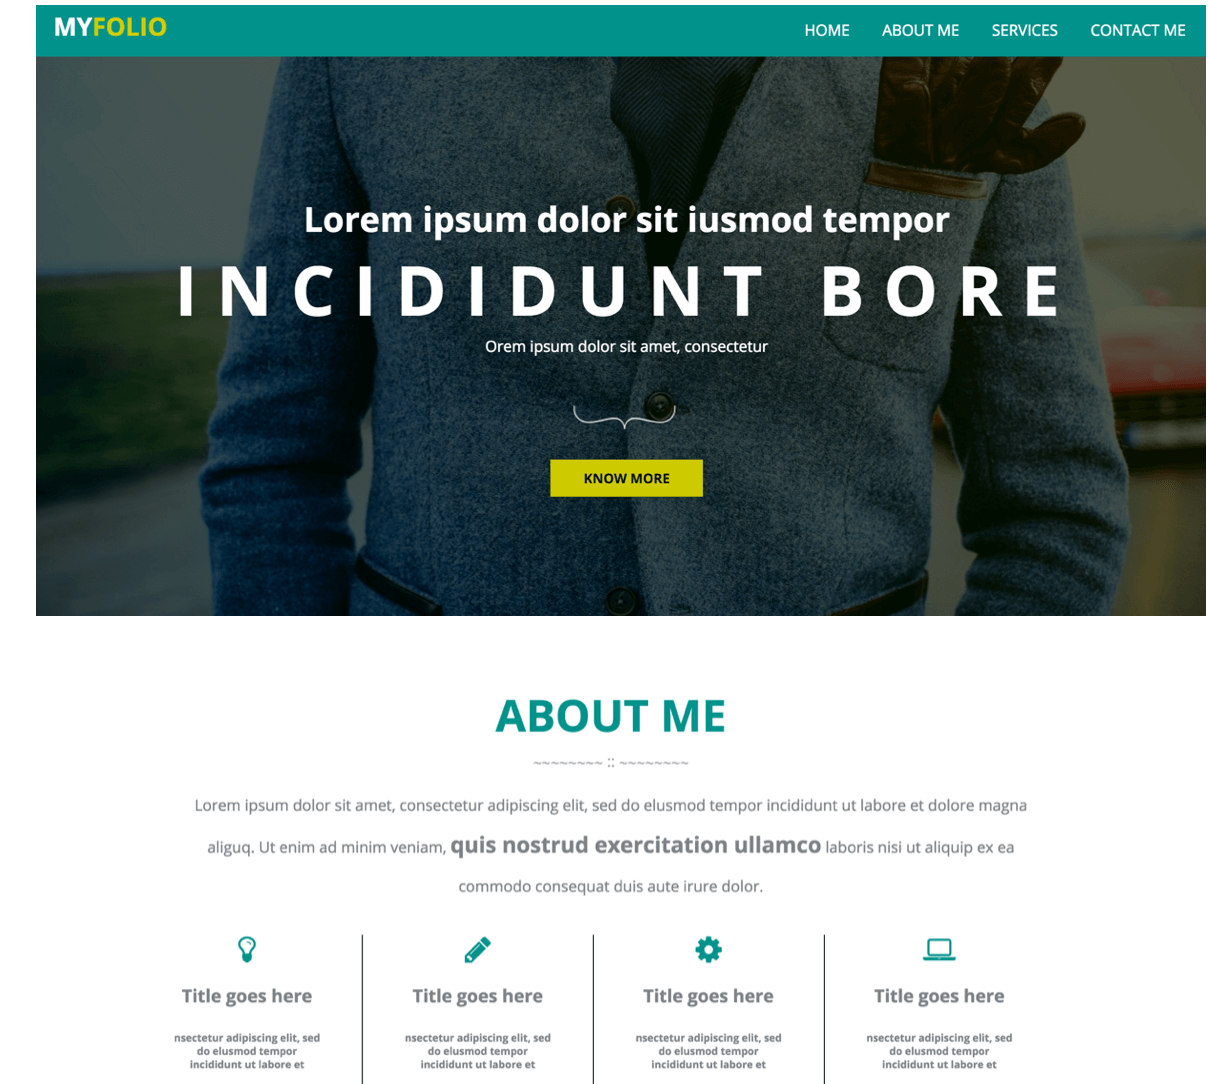 MYFOLIO
HOME ABOUT ME SERVICES CONTACT ME
Lorem ipsum dolor sit iusmod tempor
INCIDIDUNT BORE
Orem ipsum dolor sit amet, consectetur
KNOW MORE
ABOUT ME
~~~~~~~~ :: ~~~~~~~~
Lorem ipsum dolor sit amet, consectetur adipiscing elit, sed do elusmod tempor incididunt ut labore et dolore magna
aliguq. Ut enim ad minim veniam, quis nostrud exercitation ullamco laboris nisi ut aliquip ex ea
commodo consequat duis aute irure dolor.
Title goes here
nsectetur adipiscing elit, sed
do elusmod tempor
incididunt ut labore et
Title goes here
nsectetur adipiscing elit, sed
do elusmod tempor
incididunt ut labore et
Title goes here
nsectetur adipiscing elit, sed
do elusmod tempor
incididunt ut labore et
Title goes here
nsectetur adipiscing elit, sed
do elusmod tempor
incididunt ut labore et